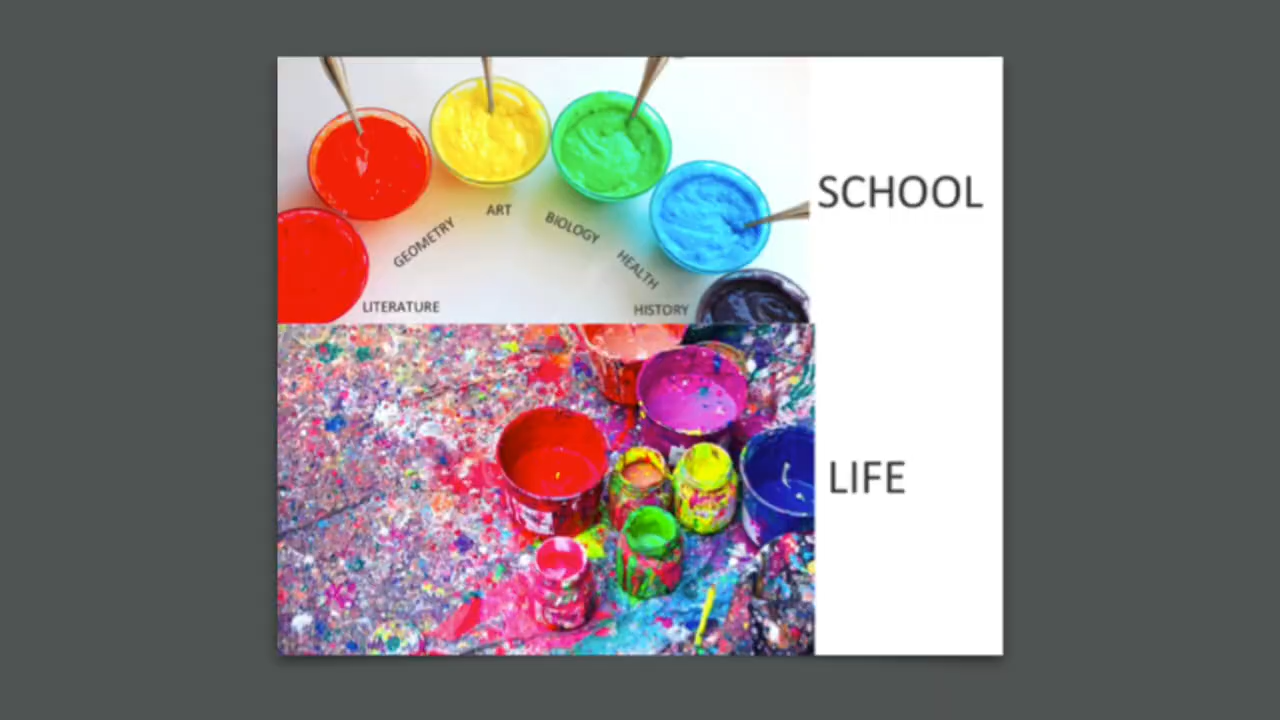 SCHOOL
ART
GEOMETRY
BIOLOGY
HEALTH
LITERATURE
HISTORY
LIFE